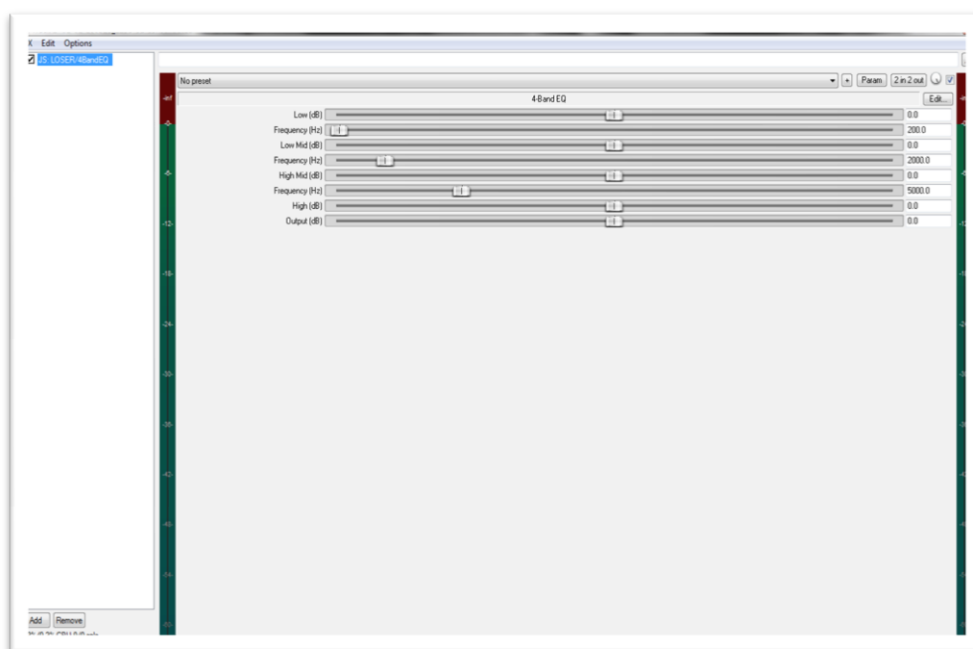 Edit Options
JS: LOSER/4BandEQ
No preset + Param 2 in 2 out
4-Band EQ Edit...
Low (dB) 0.0
Frequency (Hz) 200.0
Low Mid (dB) 0.0
Frequency (Hz) 2000.0
High Mid (dB) 0.0
Frequency (Hz) 5000.0
High (dB) 0.0
Output (dB) 0.0
-inf
-6-
-12-
-18-
-24-
-30-
-36-
-42-
-54-
Add Remove